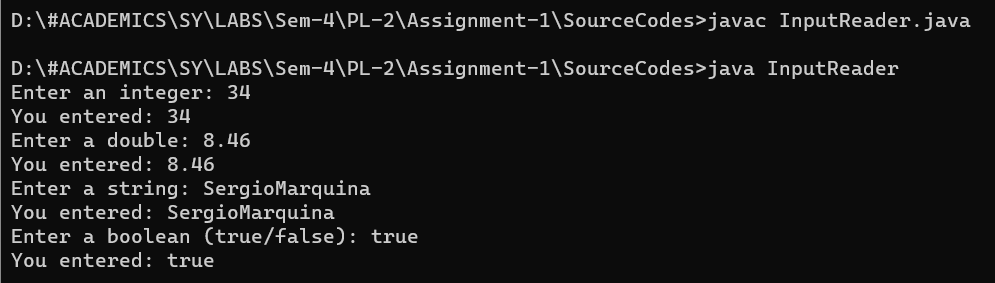 D:\#ACADEMICS\SY\LABS\Sem-4\PL-2\Assignment-1\SourceCodes>javac InputReader.java
D:\#ACADEMICS\SY\LABS\Sem-4\PL-2\Assignment-1\SourceCodes>java InputReader
Enter an integer: 34
You entered: 34
Enter a double: 8.46
You entered: 8.46
Enter a string: SergioMarquina
You entered: SergioMarquina
Enter a boolean (true/false): true
You entered: true